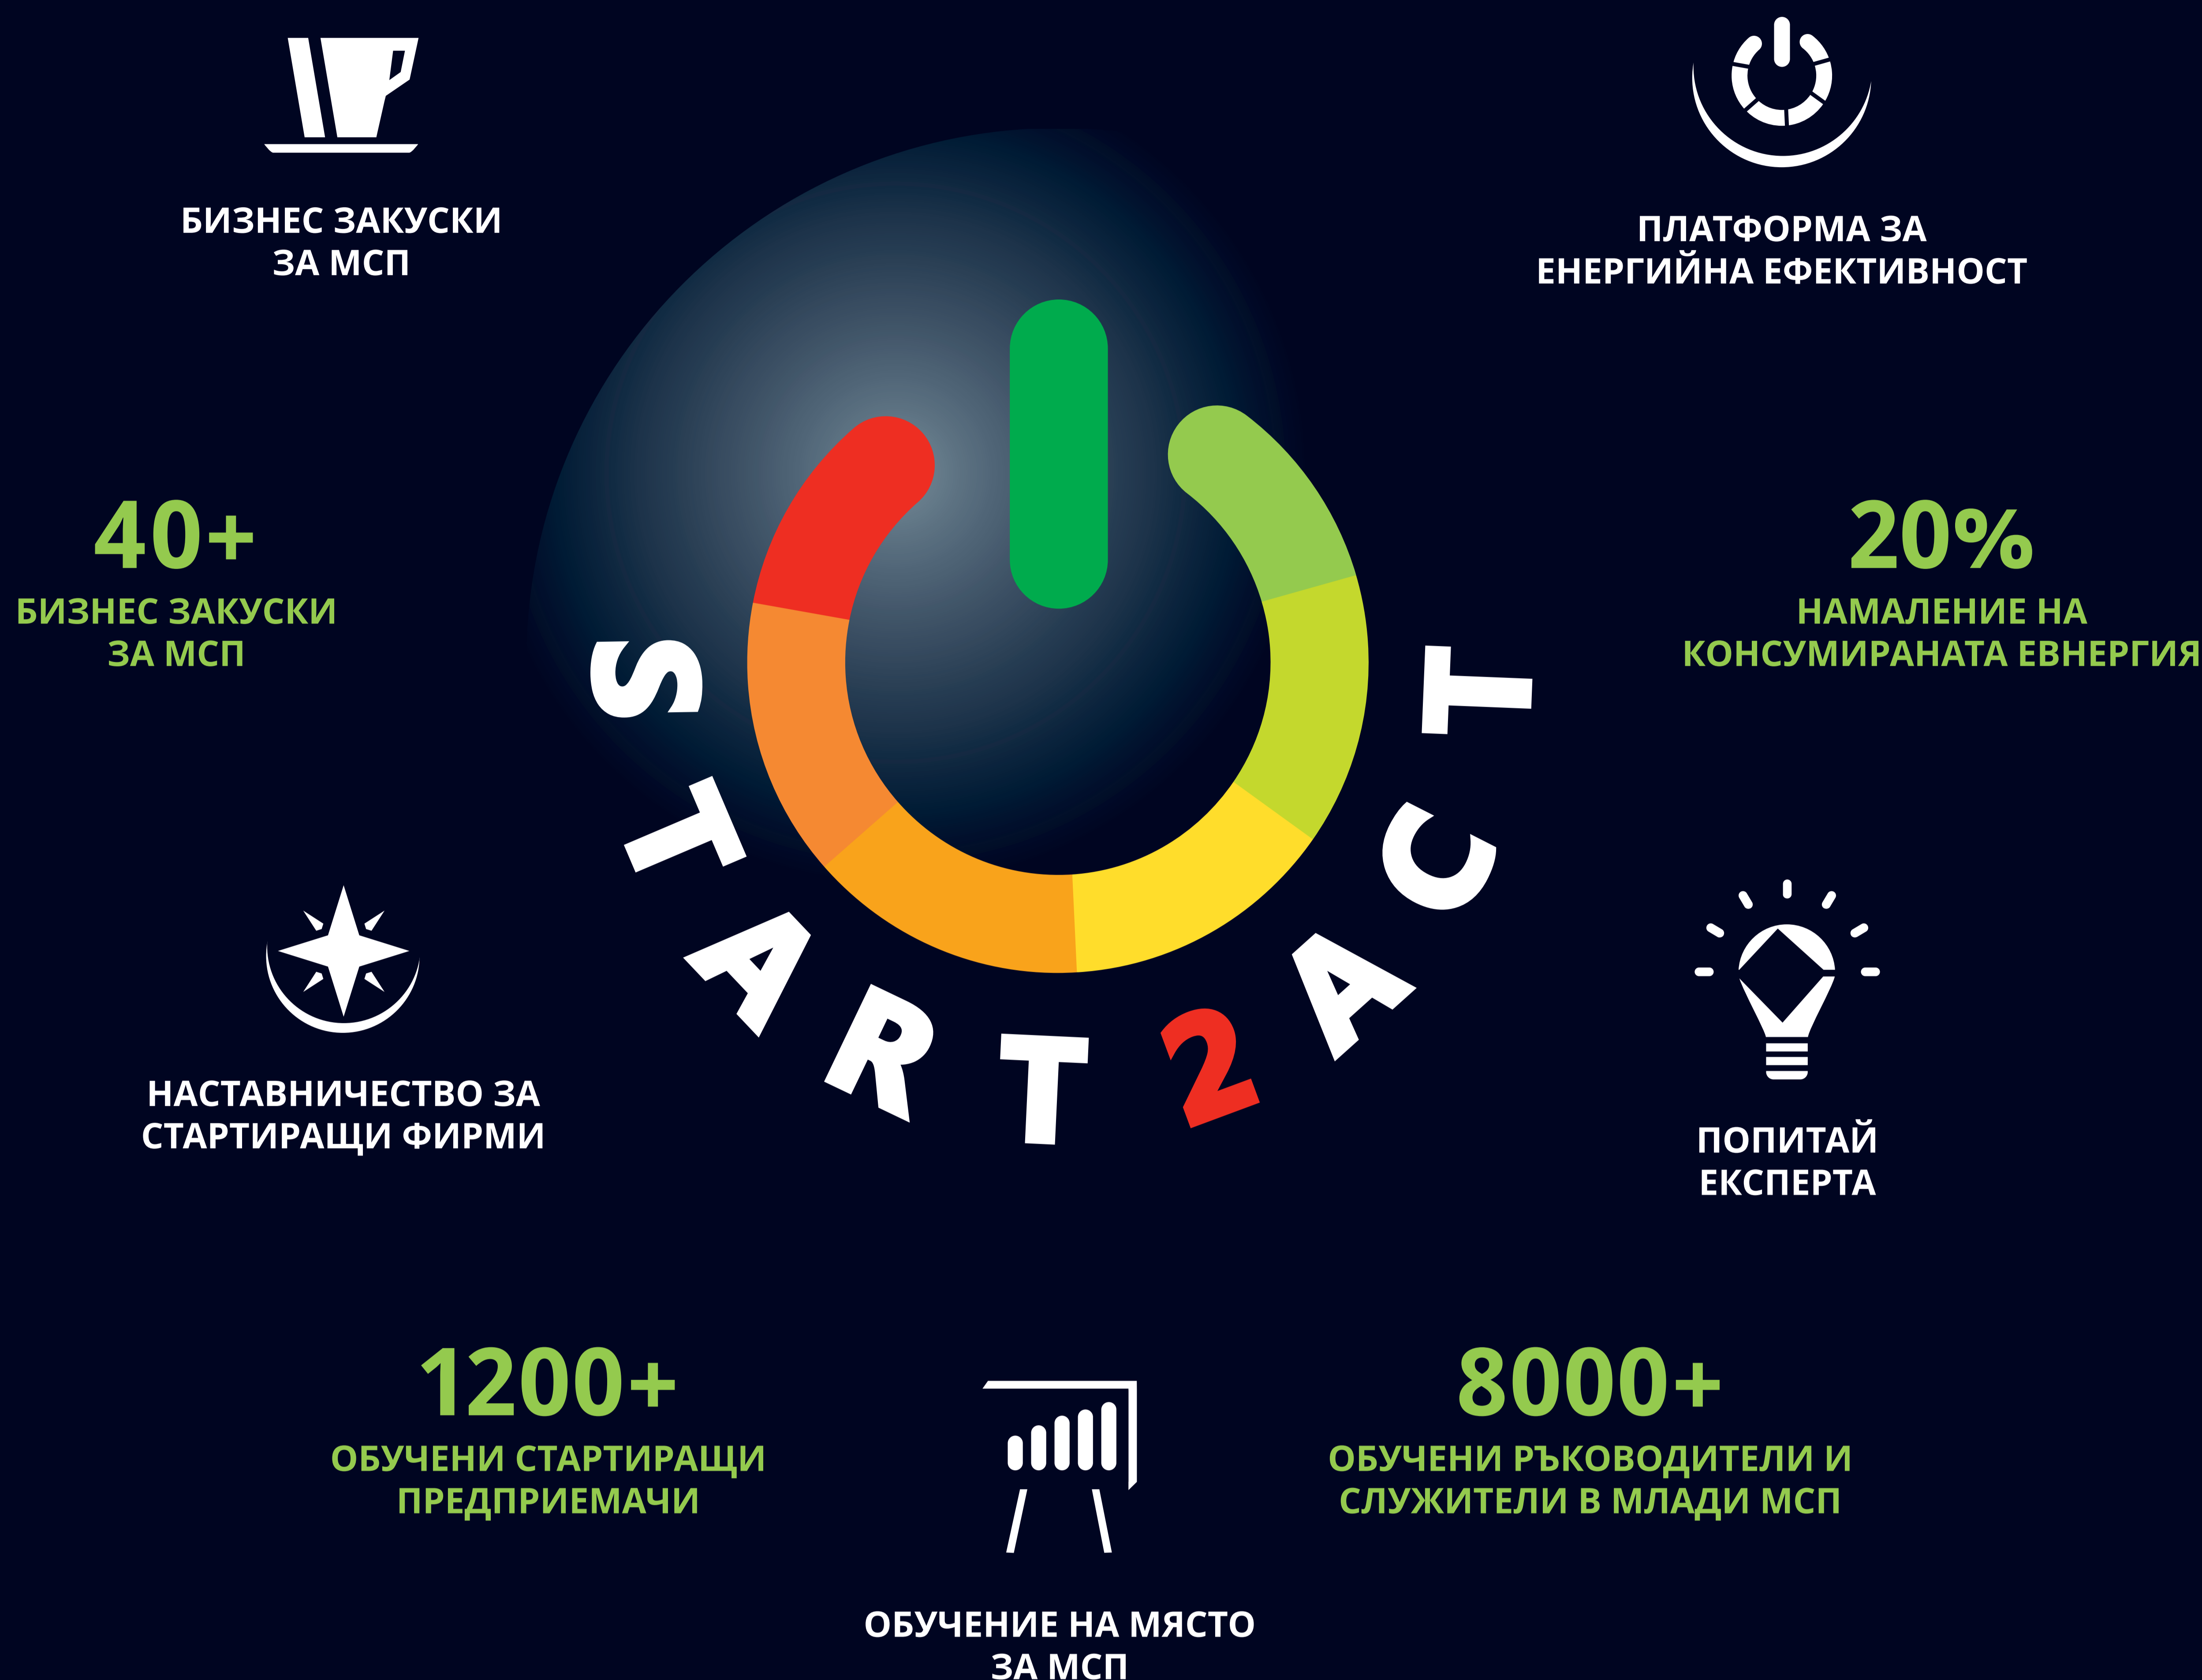 БИЗНЕС ЗАКУСКИ
ЗА МСП
ПЛАТФОРМА ЗА
ЕНЕРГИЙНА ЕФЕКТИВНОСТ
40+
БИЗНЕС ЗАКУСКИ
ЗА МСП
20%
НАМАЛЕНИЕ НА
КОНСУМИРАНАТА ЕВНЕРГИЯ
START2ACT
НАСТАВНИЧЕСТВО ЗА
СТАРТИРАЩИ ФИРМИ
ПОПИТАЙ
ЕКСПЕРТА
1200+
ОБУЧЕНИ СТАРТИРАЩИ
ПРЕДПРИЕМАЧИ
8000+
ОБУЧЕНИ РЪКОВОДИТЕЛИ И
СЛУЖИТЕЛИ В МЛАДИ МСП
ОБУЧЕНИЕ НА МЯСТО
ЗА МСП